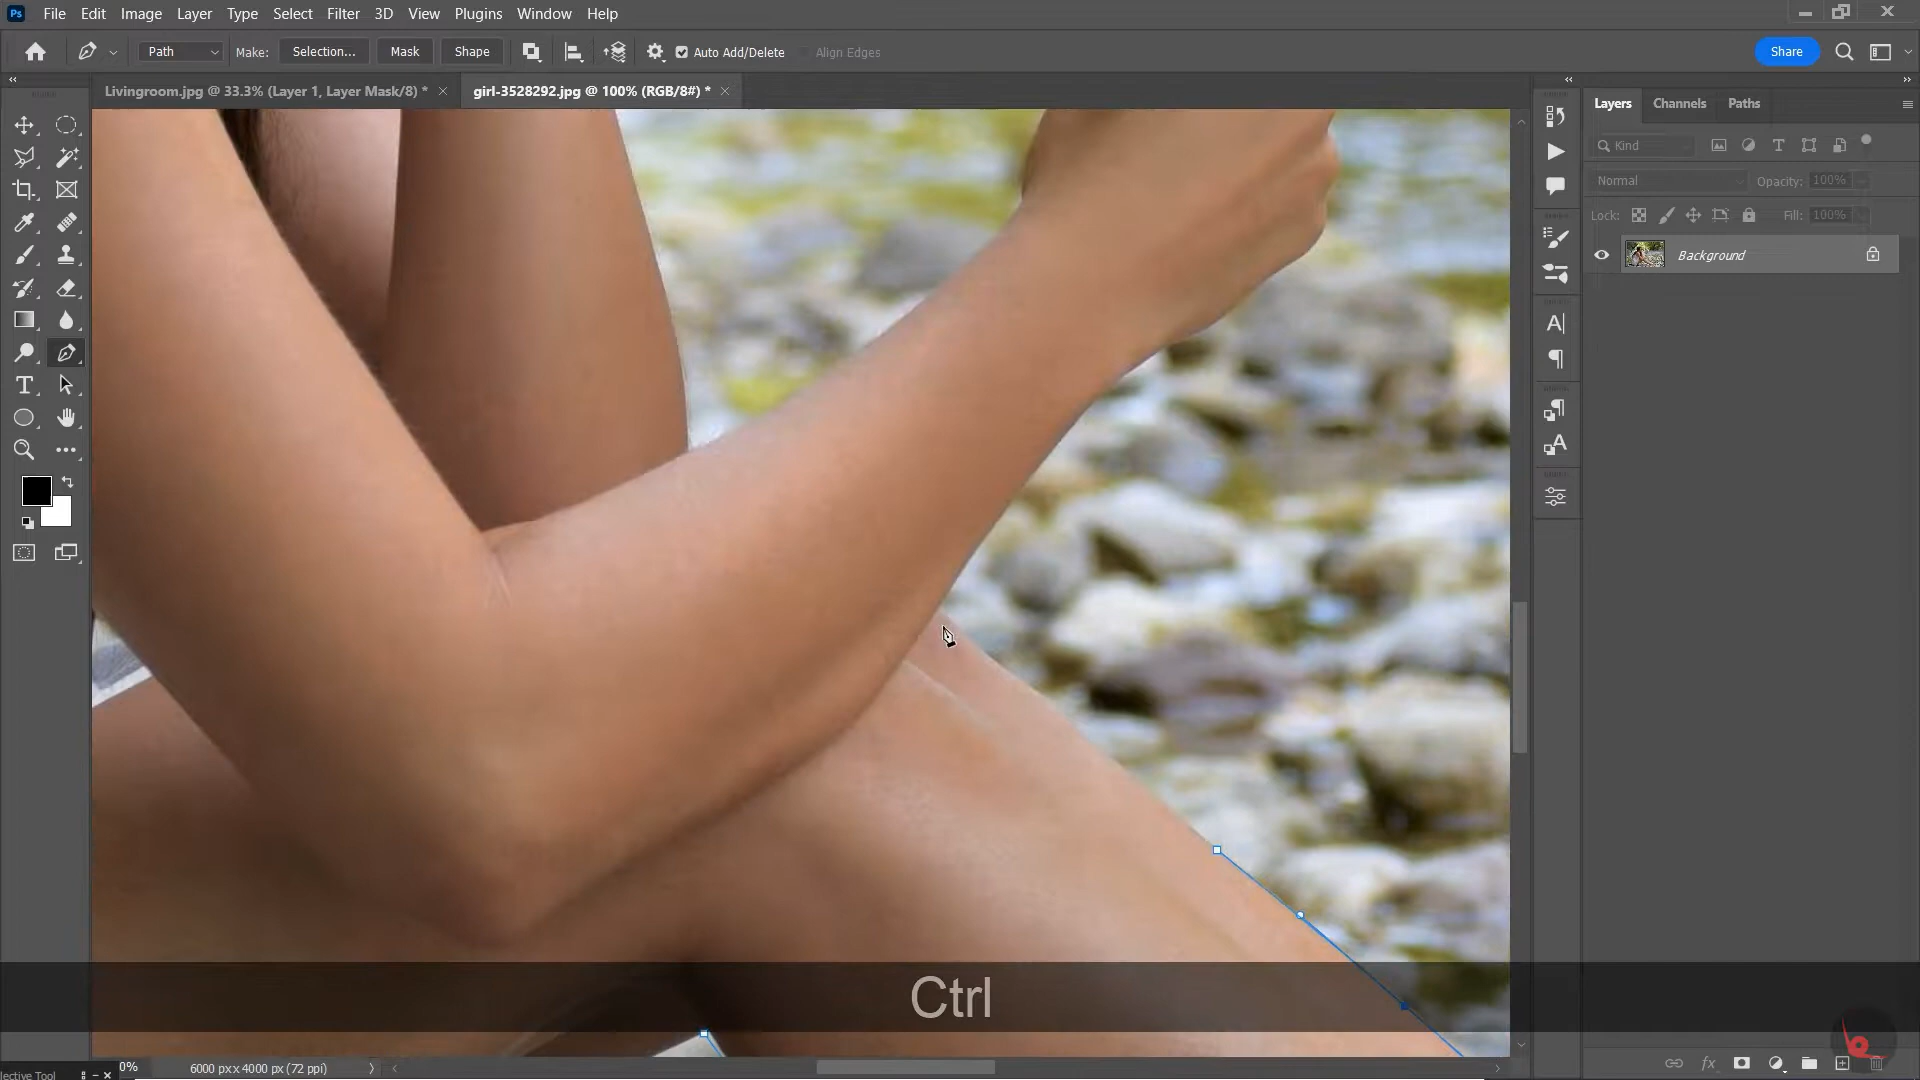 Ps File Edit Image Layer Type Select Filter 3D View Plugins Window Help
Path Make: Selection... Mask Shape Auto Add/Delete Align Edges Share
Livingroom.jpg @ 33.3% (Layer 1, Layer Mask/8) * girl-3528292.jpg @ 100% (RGB/8#) *
Layers Channels Paths
Kind
Normal Opacity: 100%
Lock: Fill: 100%
Background
Ctrl
0% 6000 px x 4000 px (72 ppi)
lective Tool